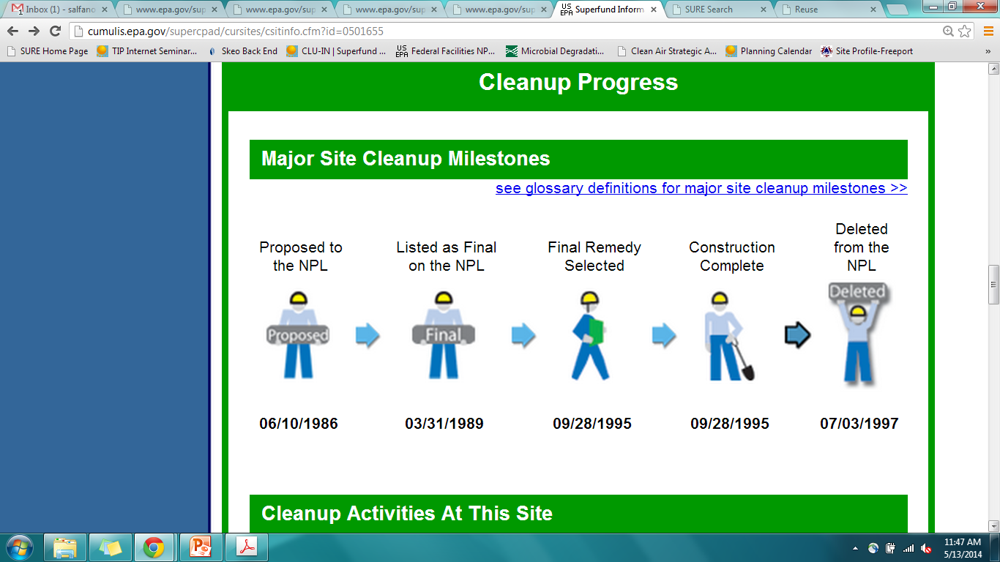 Inbox (1) - salfano
www.epa.gov/sup
www.epa.gov/sup
www.epa.gov/sup
www.epa.gov/sup
US EPA
Superfund Inform
SURE Search
Reuse
cumulis.epa.gov/supercpad/cursites/csitinfo.cfm?id=0501655
SURE Home Page
TIP Internet Seminar...
Skeo Back End
CLU-IN | Superfund ...
US EPA
Federal Facilities NP...
Microbial Degradati...
Clean Air Strategic A...
Planning Calendar
Site Profile-Freeport
»
Cleanup Progress
Major Site Cleanup Milestones
see glossary definitions for major site cleanup milestones >>
Proposed to
the NPL
Listed as Final
on the NPL
Final Remedy
Selected
Construction
Complete
Deleted
from the
NPL
Proposed
Final
Deleted
06/10/1986
03/31/1989
09/28/1995
09/28/1995
07/03/1997
Cleanup Activities At This Site
11:47 AM
5/13/2014